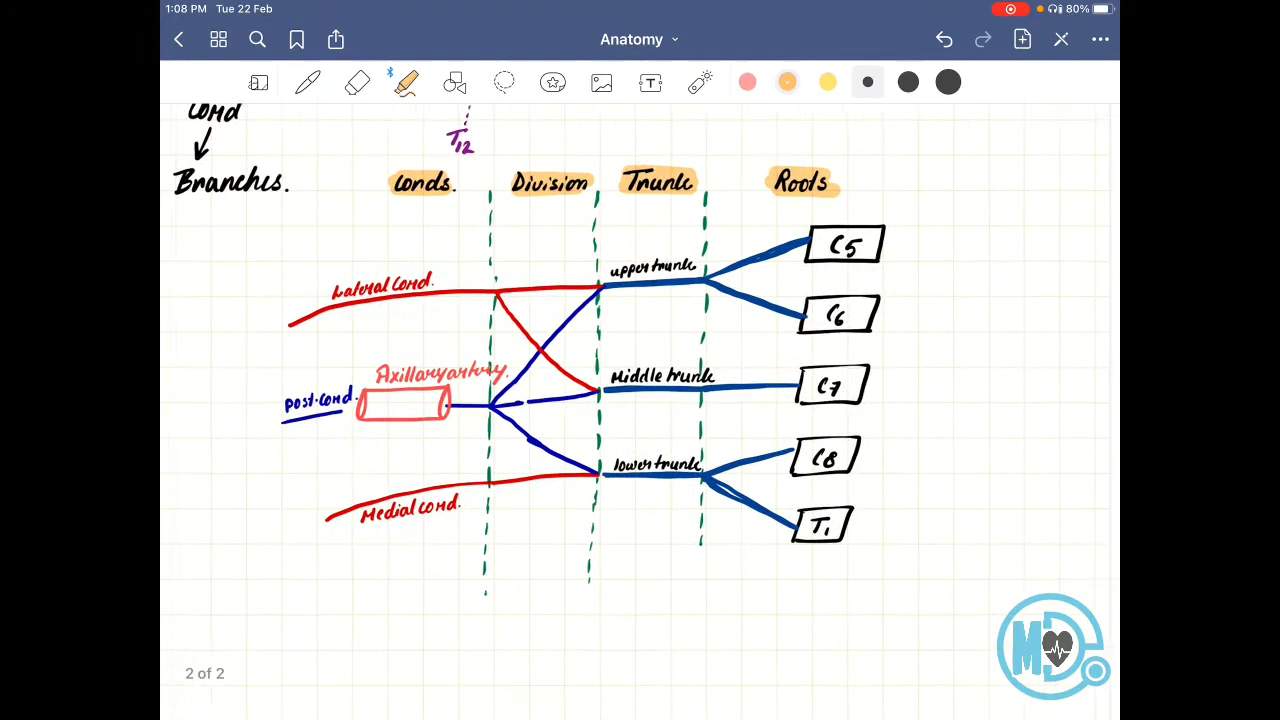 1:08 PM Tue 22 Feb
80%
Anatomy
T
Cord
T12
Branches.
Cords.
Division
Trunk
Roots
C5
upper trunk
Lateral Cord.
C6
Axillary artery.
Middle trunk
C7
post. Cord.
lower trunk
C8
Medial Cord.
T1
2 of 2
MD